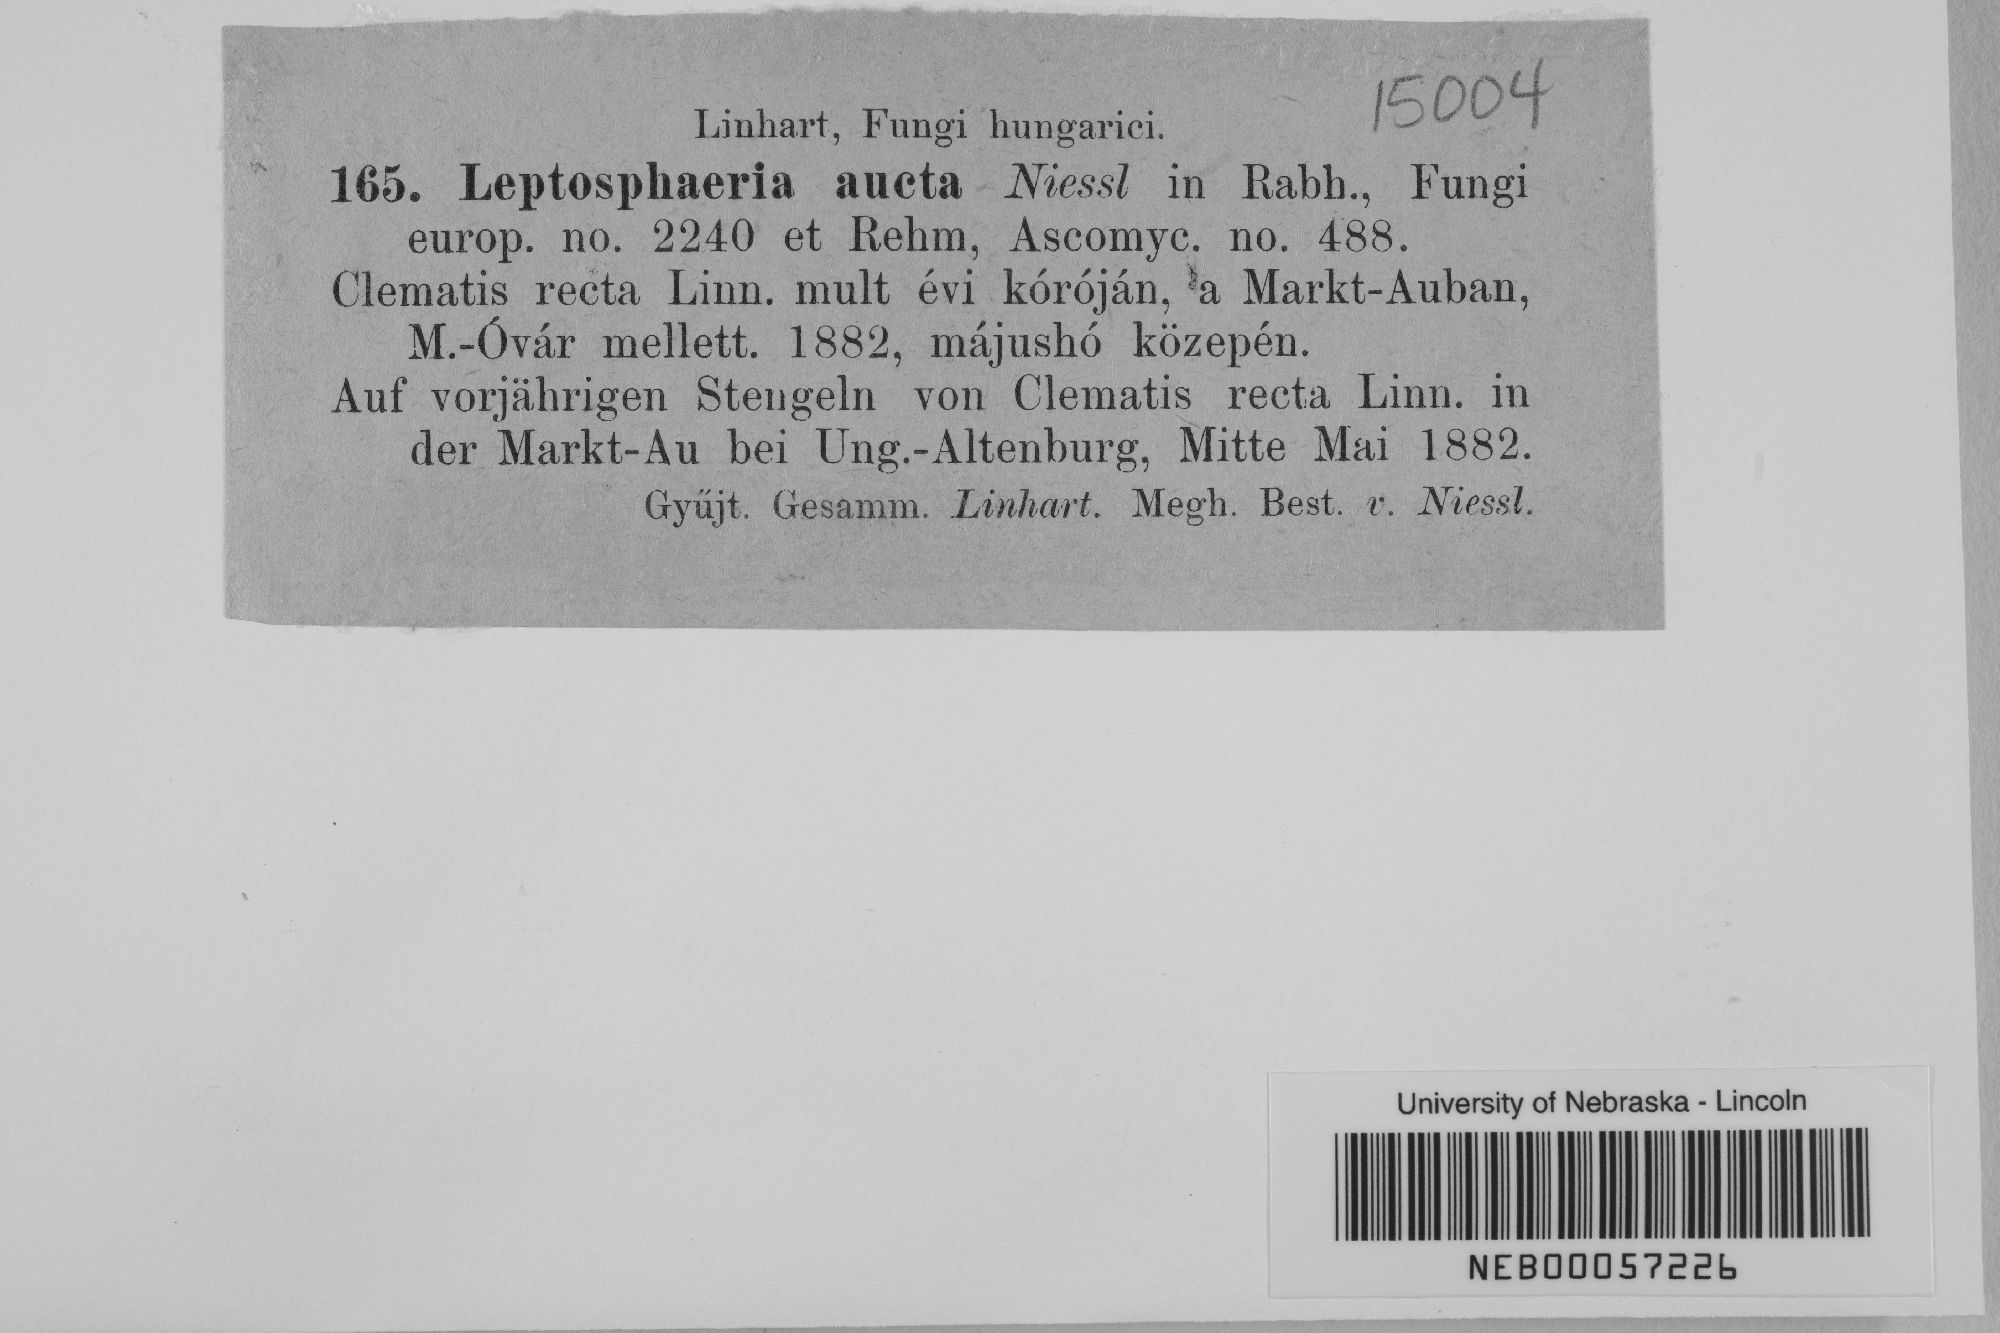 15004
Linhart, Fungi hungarici.
165. Leptosphaeria aucta Niessl in Rabh., Fungi
europ. no. 2240 et Rehm, Ascomyc. no. 488.
Clematis recta Linn. mult évi kóróján, a Markt-Auban,
M.-Óvár mellett. 1882, májushó közepén.
Auf vorjährigen Stengeln von Clematis recta Linn. in
der Markt-Au bei Ung.-Altenburg, Mitte Mai 1882.
Gyűjt. Gesamm. Linhart. Megh. Best. v. Niessl.
University of Nebraska - Lincoln
NEB00057226